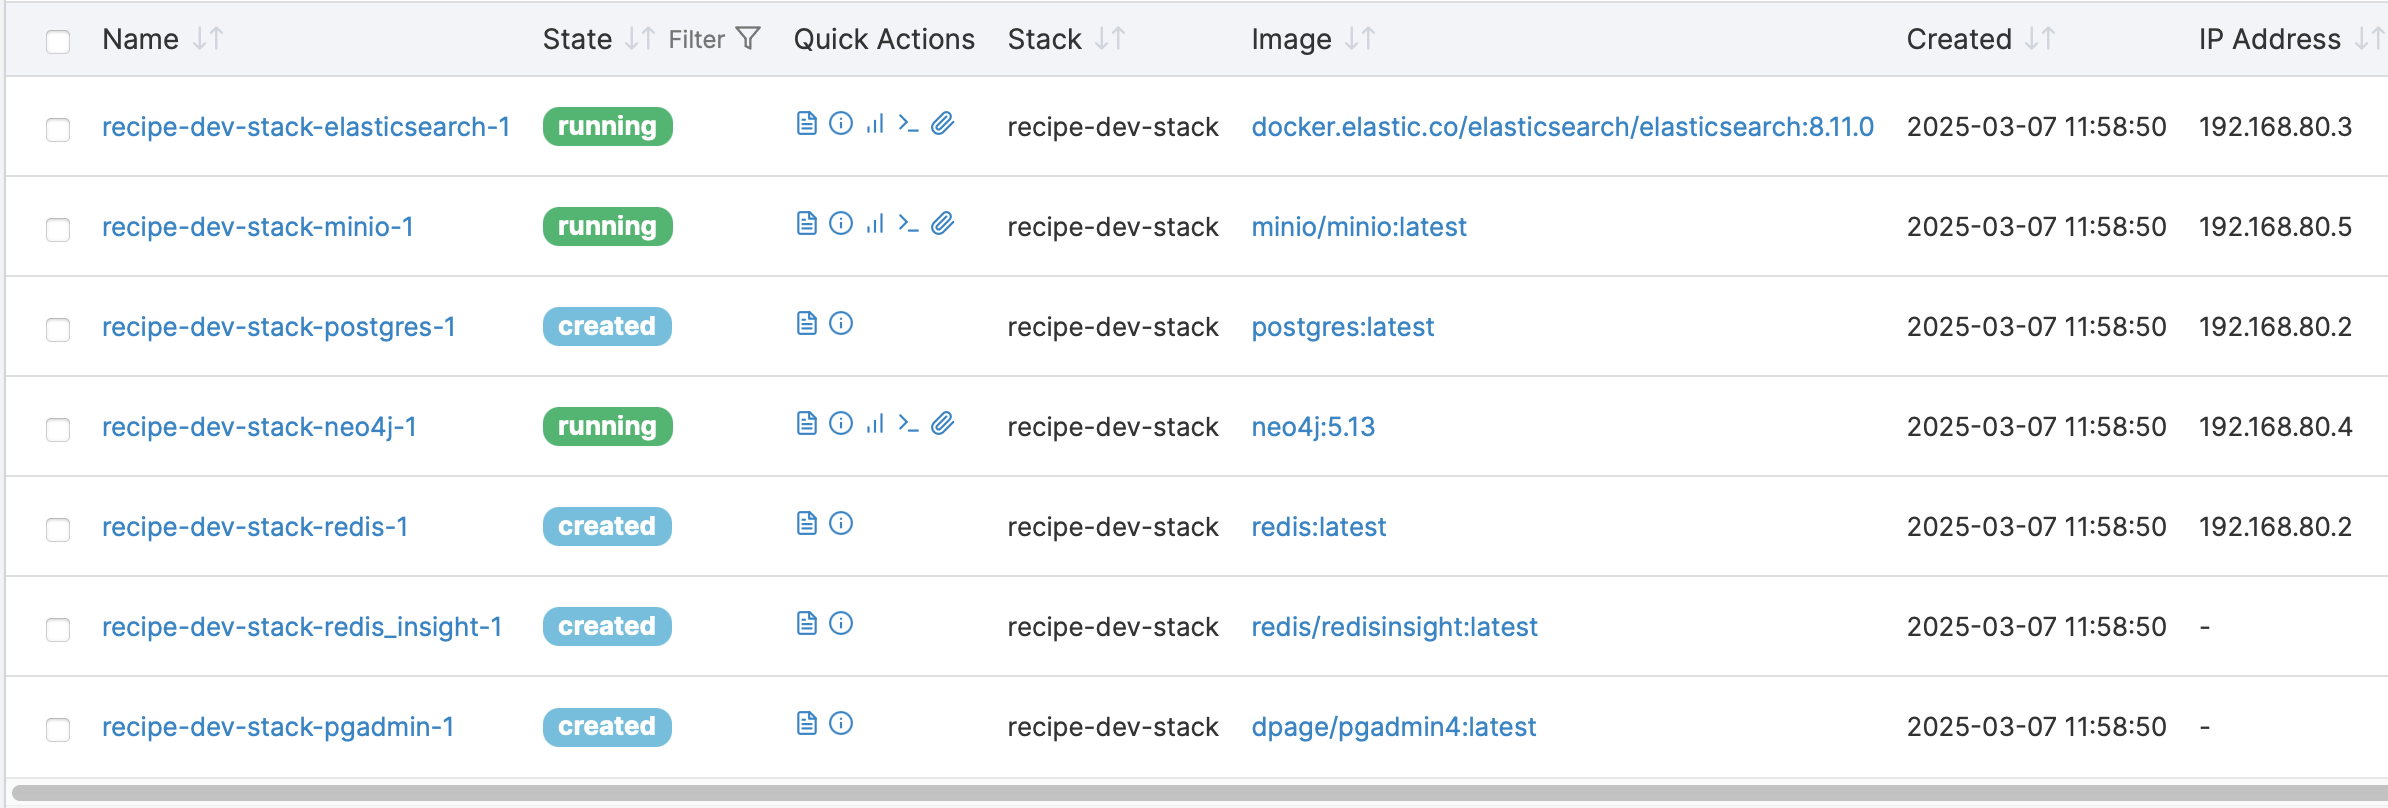 Name State Filter Quick Actions Stack Image Created IP Address
recipe-dev-stack-elasticsearch-1 running recipe-dev-stack docker.elastic.co/elasticsearch/elasticsearch:8.11.0 2025-03-07 11:58:50 192.168.80.3
recipe-dev-stack-minio-1 running recipe-dev-stack minio/minio:latest 2025-03-07 11:58:50 192.168.80.5
recipe-dev-stack-postgres-1 created recipe-dev-stack postgres:latest 2025-03-07 11:58:50 192.168.80.2
recipe-dev-stack-neo4j-1 running recipe-dev-stack neo4j:5.13 2025-03-07 11:58:50 192.168.80.4
recipe-dev-stack-redis-1 created recipe-dev-stack redis:latest 2025-03-07 11:58:50 192.168.80.2
recipe-dev-stack-redis_insight-1 created recipe-dev-stack redis/redisinsight:latest 2025-03-07 11:58:50 -
recipe-dev-stack-pgadmin-1 created recipe-dev-stack dpage/pgadmin4:latest 2025-03-07 11:58:50 -